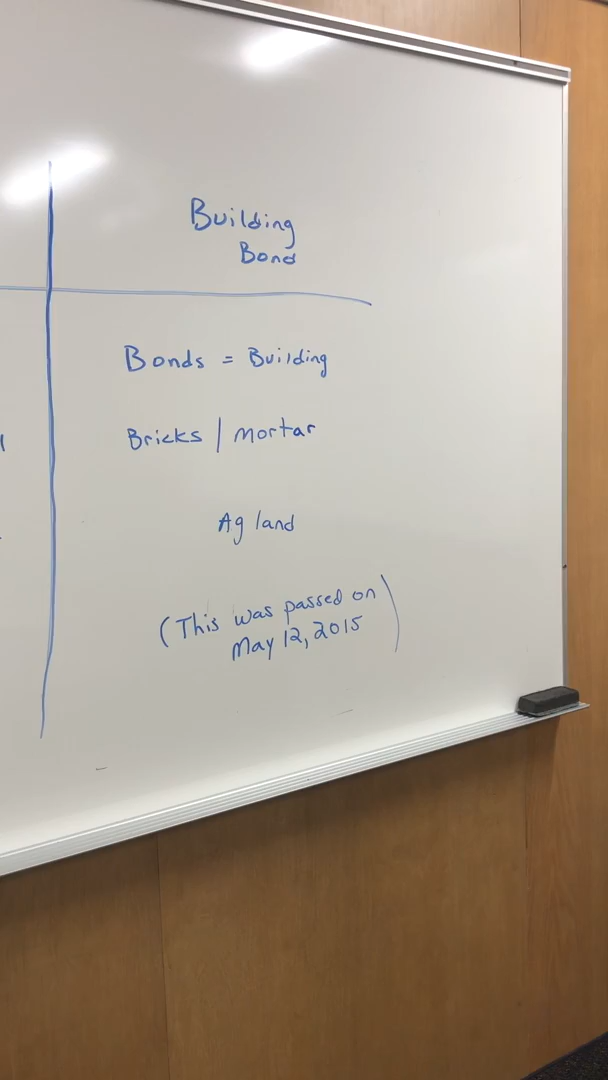 Building
Bond
Bonds = Building
Bricks | mortar
Ag land
(This was passed on
May 12, 2015)